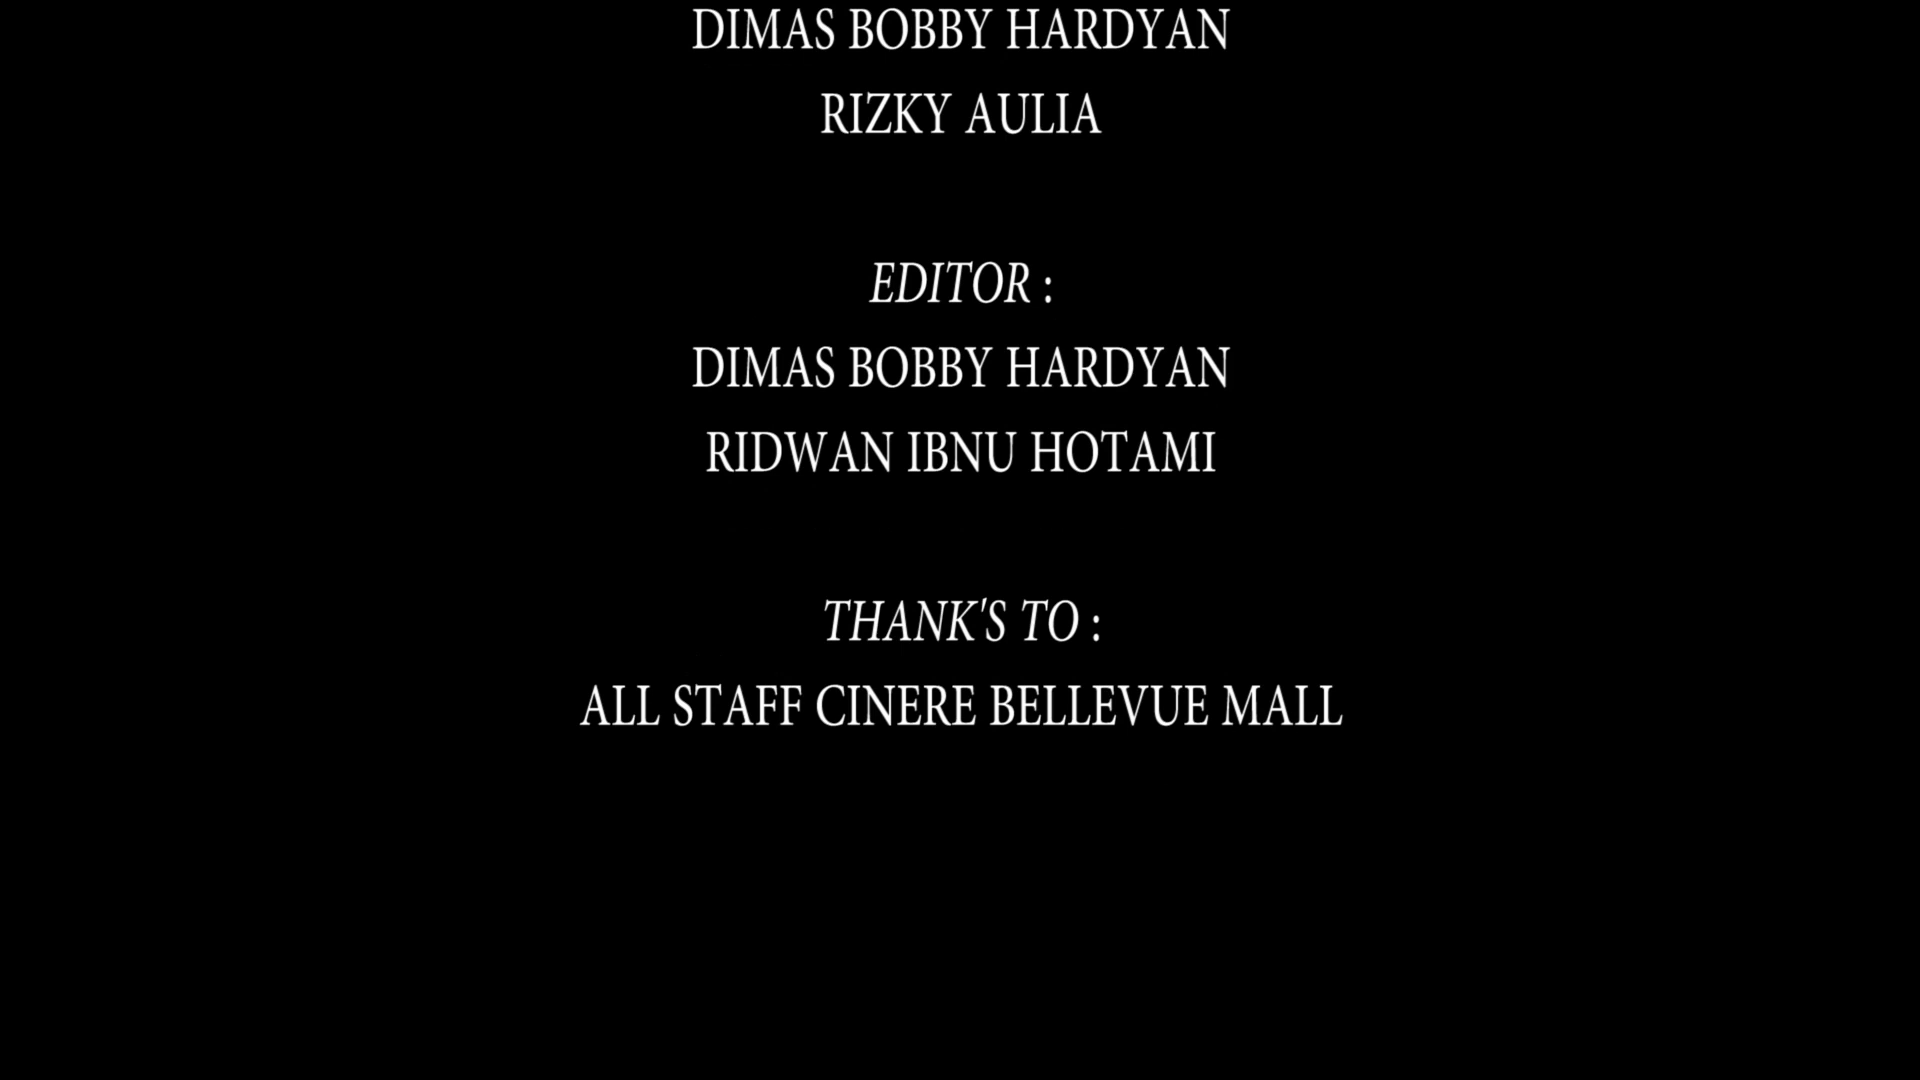 DIMAS BOBBY HARDYAN
RIZKY AULIA
EDITOR :
DIMAS BOBBY HARDYAN
RIDWAN IBNU HOTAMI
THANK'S TO :
ALL STAFF CINERE BELLEVUE MALL